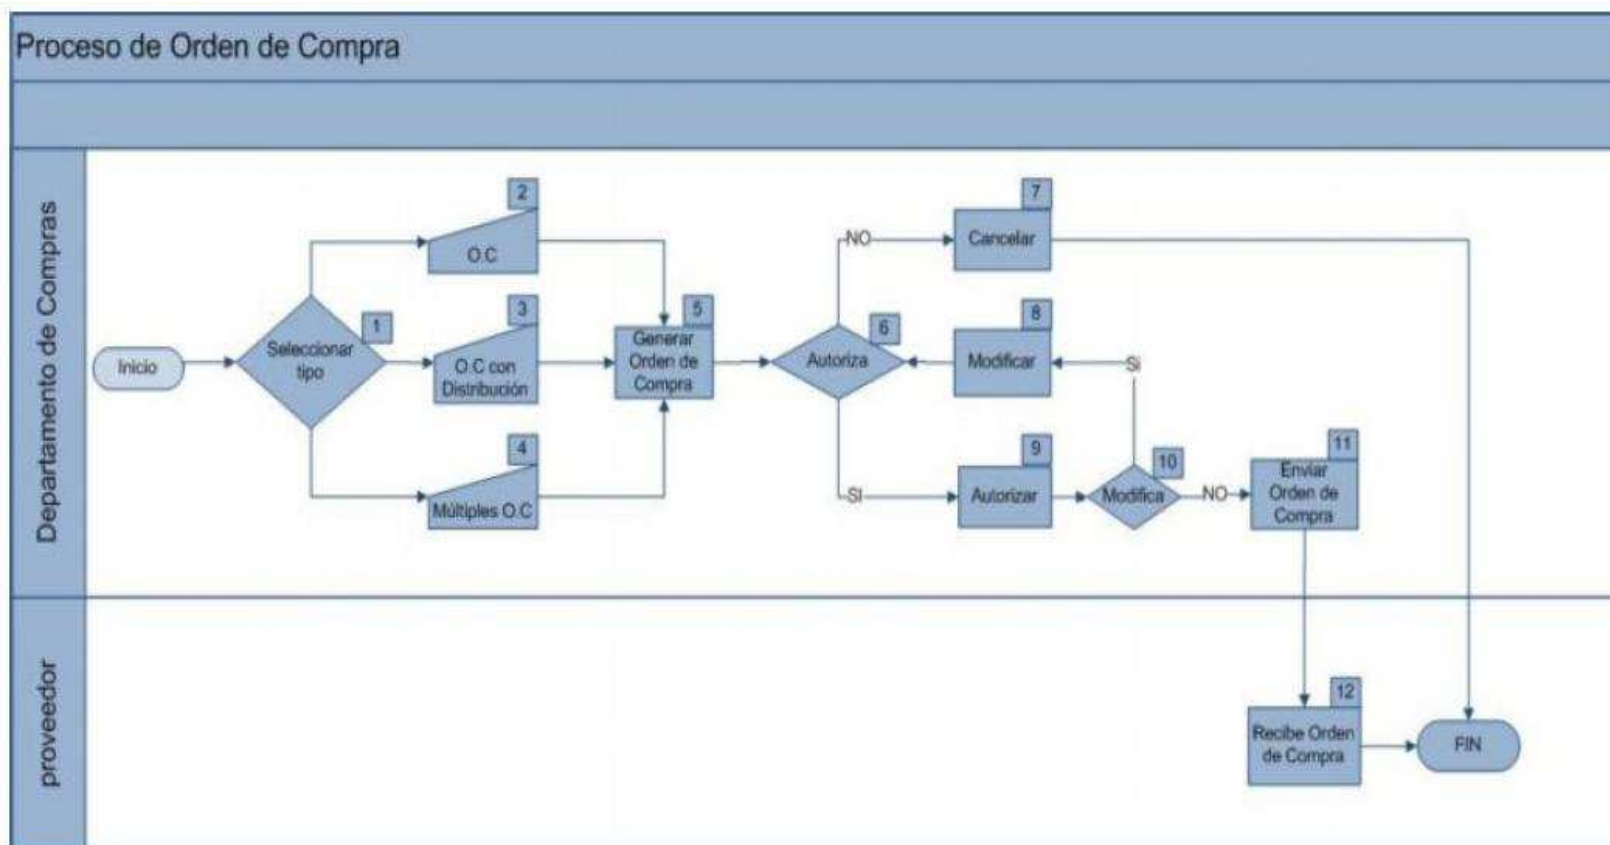 Proceso de Orden de Compra
Departamento de Compras
Inicio
1
Seleccionar
tipo
2
O.C
3
O.C con
Distribución
4
Múltiples O.C
5
Generar
Orden de
Compra
6
Autoriza
NO
7
Cancelar
8
Modificar
Si
SI
9
Autorizar
10
Modifica
NO
11
Enviar
Orden de
Compra
proveedor
12
Recibe Orden
de Compra
FIN